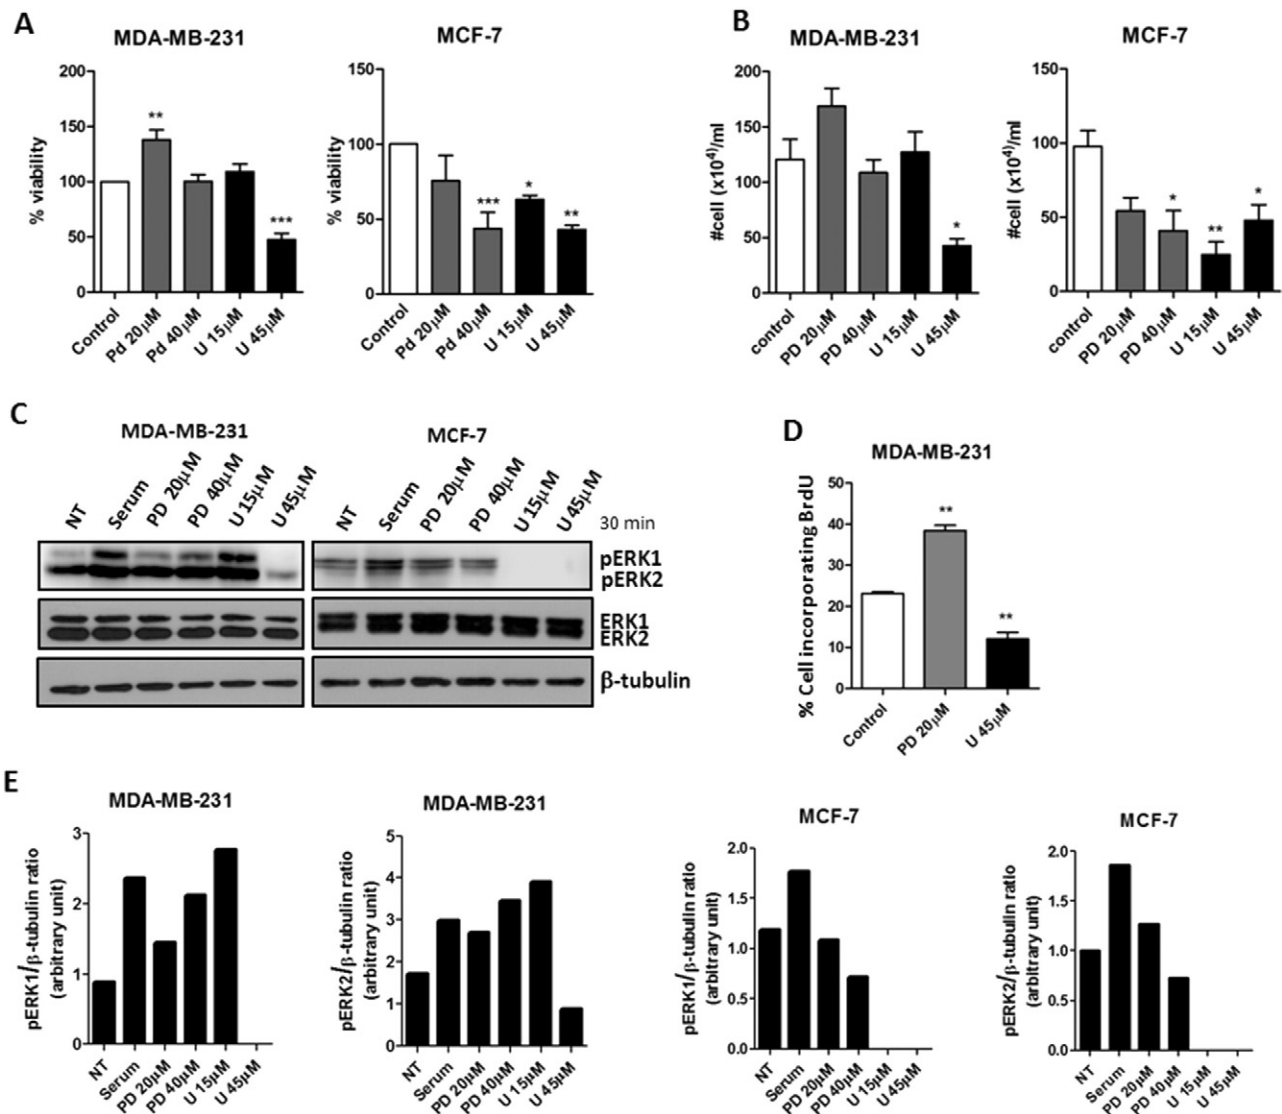 A
MDA-MB-231
MCF-7
% viability
200
150
100
50
0
**
***
Control
Pd 20μM
Pd 40μM
U 15μM
U 45μM
% viability
150
100
50
0
***
*
**
Control
Pd 20μM
Pd 40μM
U 15μM
U 45μM
B
MDA-MB-231
MCF-7
#cell (x10⁴)/ml
200
150
100
50
0
*
control
PD 20μM
PD 40μM
U 15μM
U 45μM
#cell (x10⁴)/ml
150
100
50
0
*
**
*
control
PD 20μM
PD 40μM
U 15μM
U 45μM
C
MDA-MB-231
MCF-7
NT
Serum
PD 20μM
PD 40μM
U 15μM
U 45μM
NT
Serum
PD 20μM
PD 40μM
U 15μM
U 45μM
30 min
pERK1
pERK2
ERK1
ERK2
β-tubulin
D
MDA-MB-231
% Cell incorporating BrdU
50
40
30
20
10
0
**
**
Control
PD 20μM
U 45μM
E
MDA-MB-231
pERK1/β-tubulin ratio
(arbitrary unit)
3
2
1
0
NT
Serum
PD 20μM
PD 40μM
U 15μM
U 45μM
MDA-MB-231
pERK2/β-tubulin ratio
(arbitrary unit)
5
4
3
2
1
0
NT
Serum
PD 20μM
PD 40μM
U 15μM
U 45μM
MCF-7
pERK1/β-tubulin ratio
(arbitrary unit)
2.0
1.5
1.0
0.5
0.0
NT
Serum
PD 20μM
PD 40μM
U 15μM
U 45μM
MCF-7
pERK2/β-tubulin ratio
(arbitrary unit)
2.0
1.5
1.0
0.5
0.0
NT
Serum
PD 20μM
PD 40μM
U 15μM
U 45μM